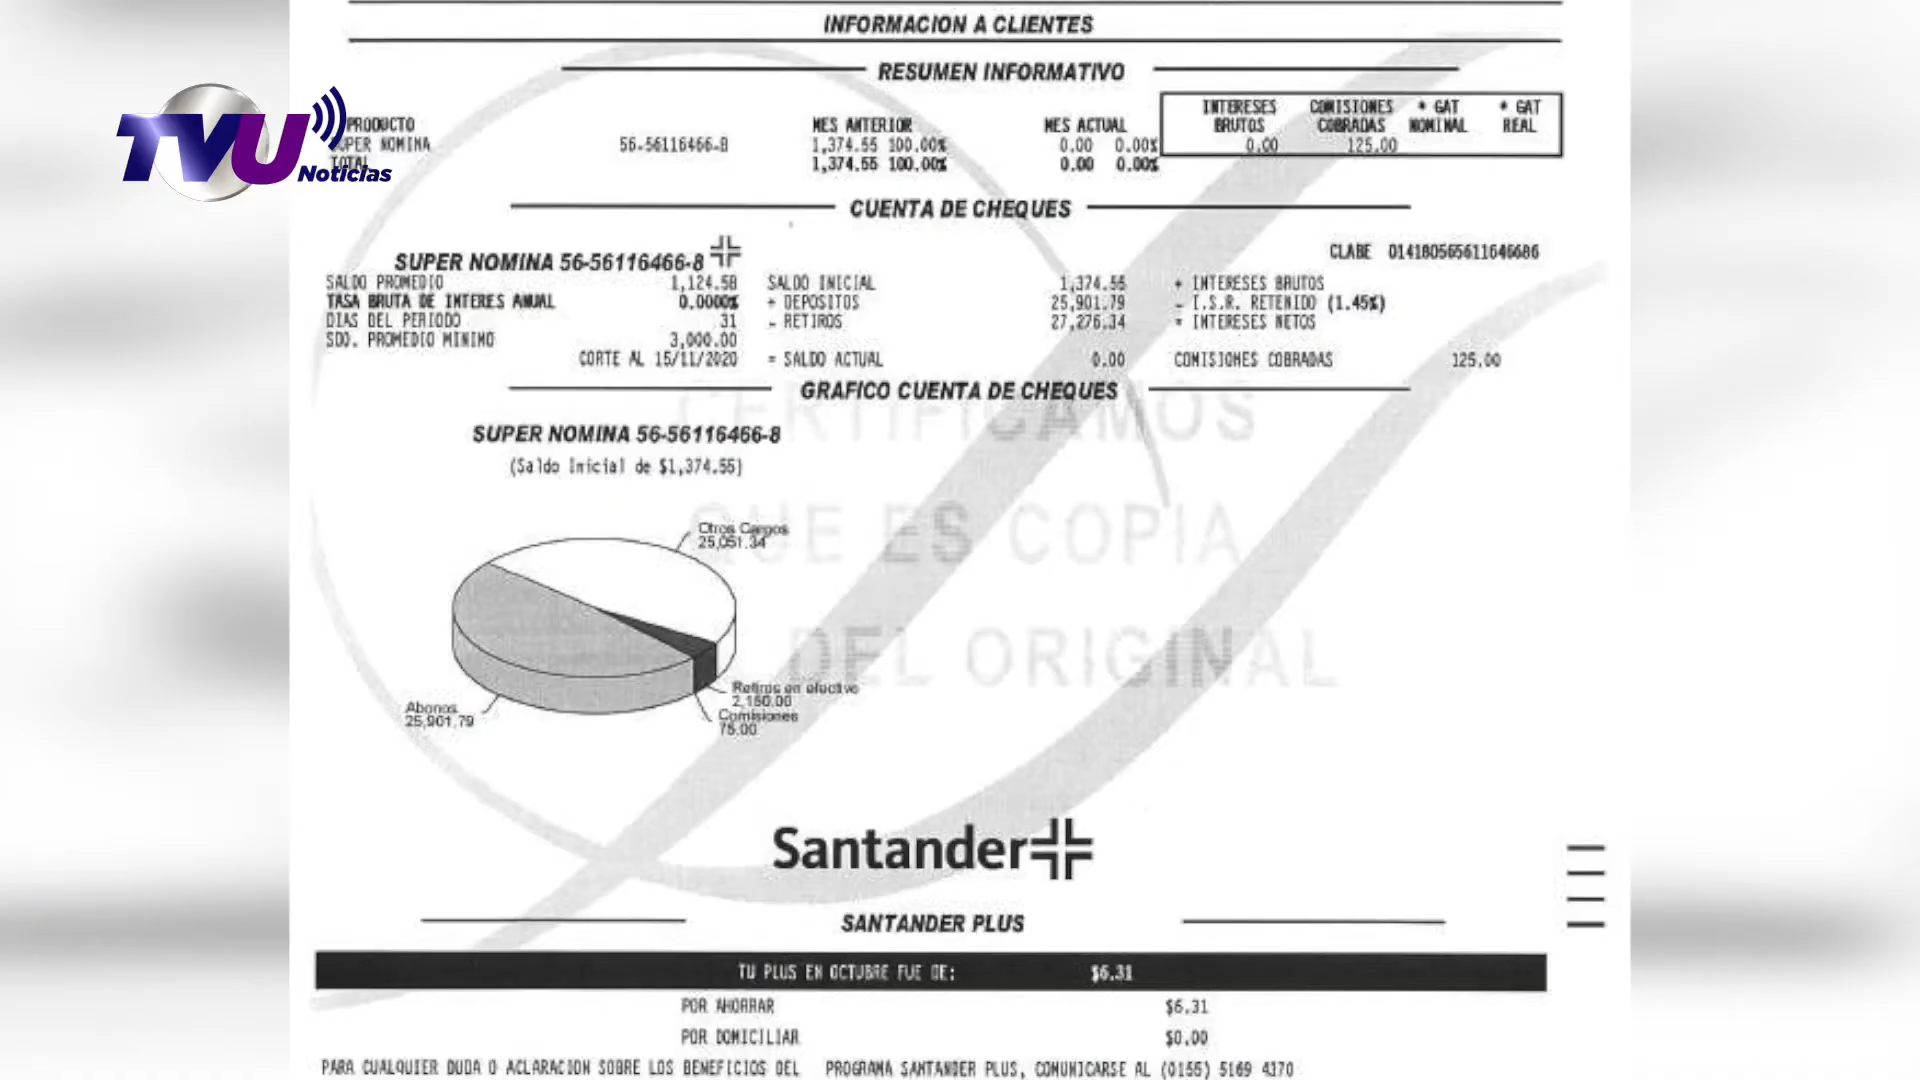 INFORMACION A CLIENTES
RESUMEN INFORMATIVO
TVU Noticias
PRODUCTO MES ANTERIOR MES ACTUAL INTERESES BRUTOS COMISIONES COBRADAS * GAT NOMINAL * GAT REAL
SUPER NOMINA 56-56116466-8 1,374.55 100.00% 0.00 0.00% 0.00 125.00
TOTAL 1,374.55 100.00% 0.00 0.00%
CUENTA DE CHEQUES
SUPER NOMINA 56-56116466-8 CLABE 014180565611646686
SALDO PROMEDIO 1,124.58 SALDO INICIAL 1,374.55 + INTERESES BRUTOS
TASA BRUTA DE INTERES ANUAL 0.0000% + DEPOSITOS 25,901.79 - I.S.R. RETENIDO (1.45%)
DIAS DEL PERIODO 31 - RETIROS 27,276.34 = INTERESES NETOS
SDO. PROMEDIO MINIMO 3,000.00
CORTE AL 15/11/2020 = SALDO ACTUAL 0.00 COMISIONES COBRADAS 125.00
GRAFICO CUENTA DE CHEQUES
CERTIFICAMOS
SUPER NOMINA 56-56116466-8
(Saldo Inicial de $1,374.55)
QUE ES COPIA
Otros Cargos
25,051.34
DEL ORIGINAL
Retiros en efectivo
2,150.00
Abonos
25,901.79
Comisiones
75.00
Santander
SANTANDER PLUS
TU PLUS EN OCTUBRE FUE DE: $6.31
POR AHORRAR $6.31
POR DOMICILIAR $0.00
PARA CUALQUIER DUDA O ACLARACION SOBRE LOS BENEFICIOS DEL PROGRAMA SANTANDER PLUS, COMUNICARSE AL (0155) 5169 4370